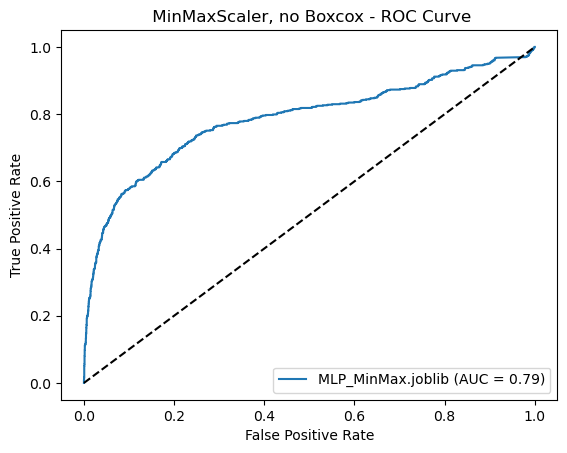 MinMaxScaler, no Boxcox - ROC Curve
1.0
0.8
0.6
0.4
0.2
0.0
True Positive Rate
MLP_MinMax.joblib (AUC = 0.79)
0.0 0.2 0.4 0.6 0.8 1.0
False Positive Rate